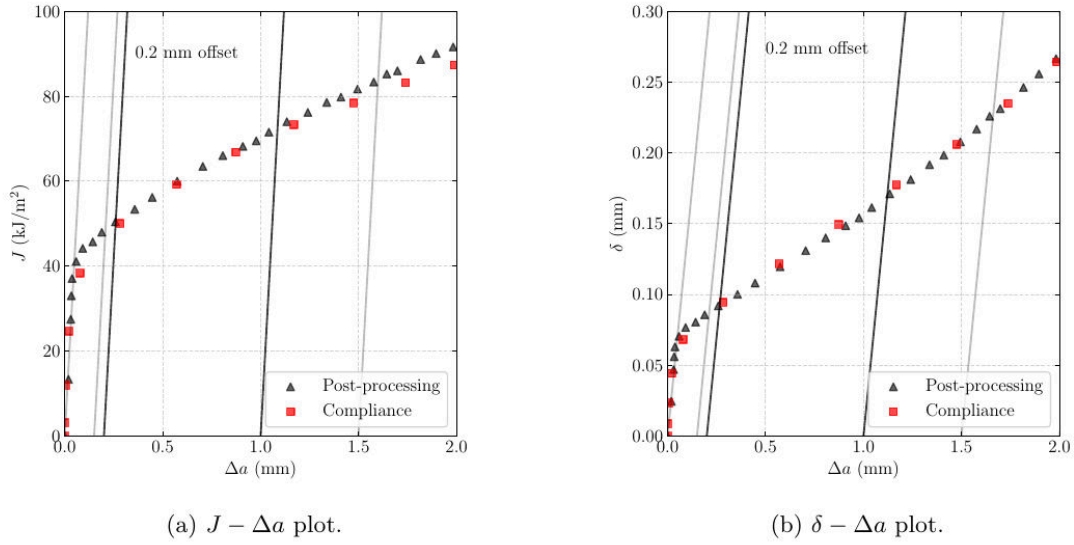 100
80
60
40
20
0
J (kJ/m²)
0.2 mm offset
Post-processing
Compliance
0.0
0.5
1.0
1.5
2.0
Δa (mm)
(a) J − Δa plot.
0.30
0.25
0.20
0.15
0.10
0.05
0.00
δ (mm)
0.2 mm offset
Post-processing
Compliance
0.0
0.5
1.0
1.5
2.0
Δa (mm)
(b) δ − Δa plot.